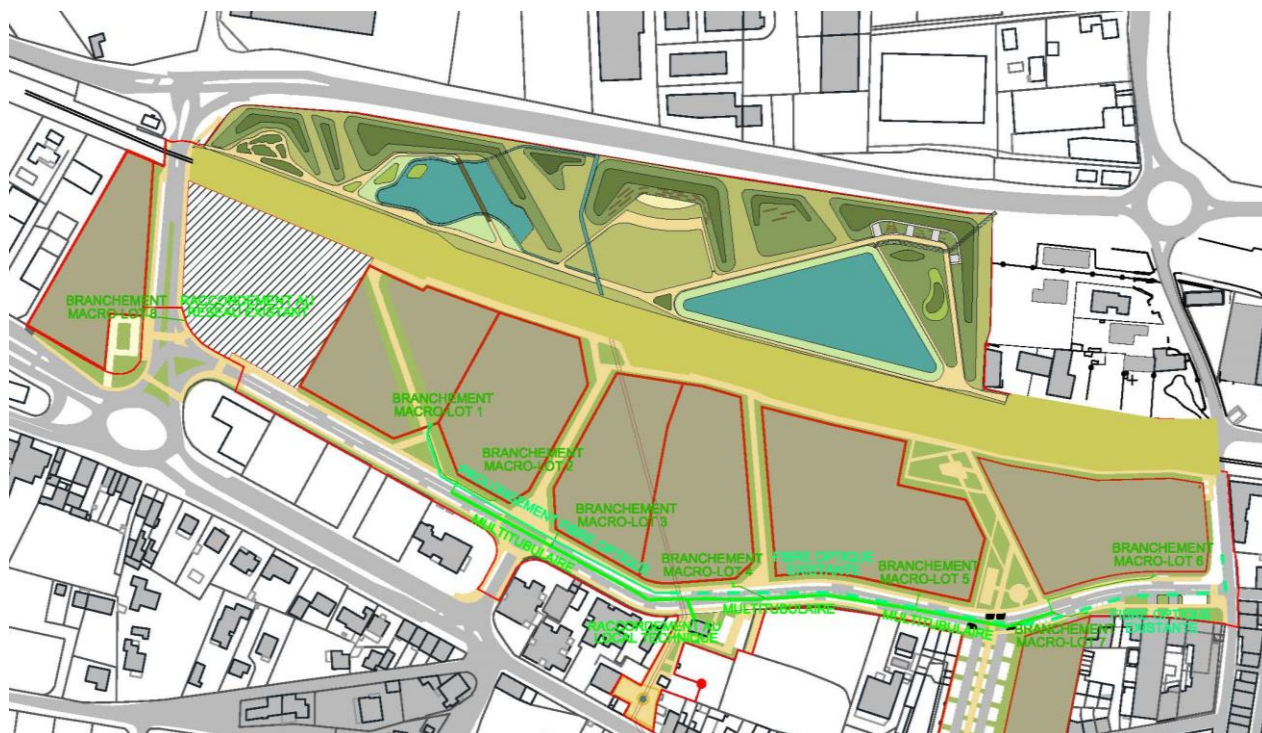 BRANCHEMENT
MACRO-LOT 8
RACCORDEMENT AU
RESEAU EXISTANT
BRANCHEMENT
MACRO-LOT 1
BRANCHEMENT
MACRO-LOT 2
BRANCHEMENT
MACRO-LOT 3
FIBRE OPTIQUE
MULTITUBULAIRE
BRANCHEMENT
MACRO-LOT 4
FIBRE OPTIQUE
EXISTANTE
BRANCHEMENT
MACRO-LOT 5
BRANCHEMENT
MACRO-LOT 6
MULTITUBULAIRE
MULTITUBULAIRE
RACCORDEMENT AU
LOCAL TECHNIQUE
BRANCHEMENT
MACRO-LOT 7
FIBRE OPTIQUE
EXISTANTE